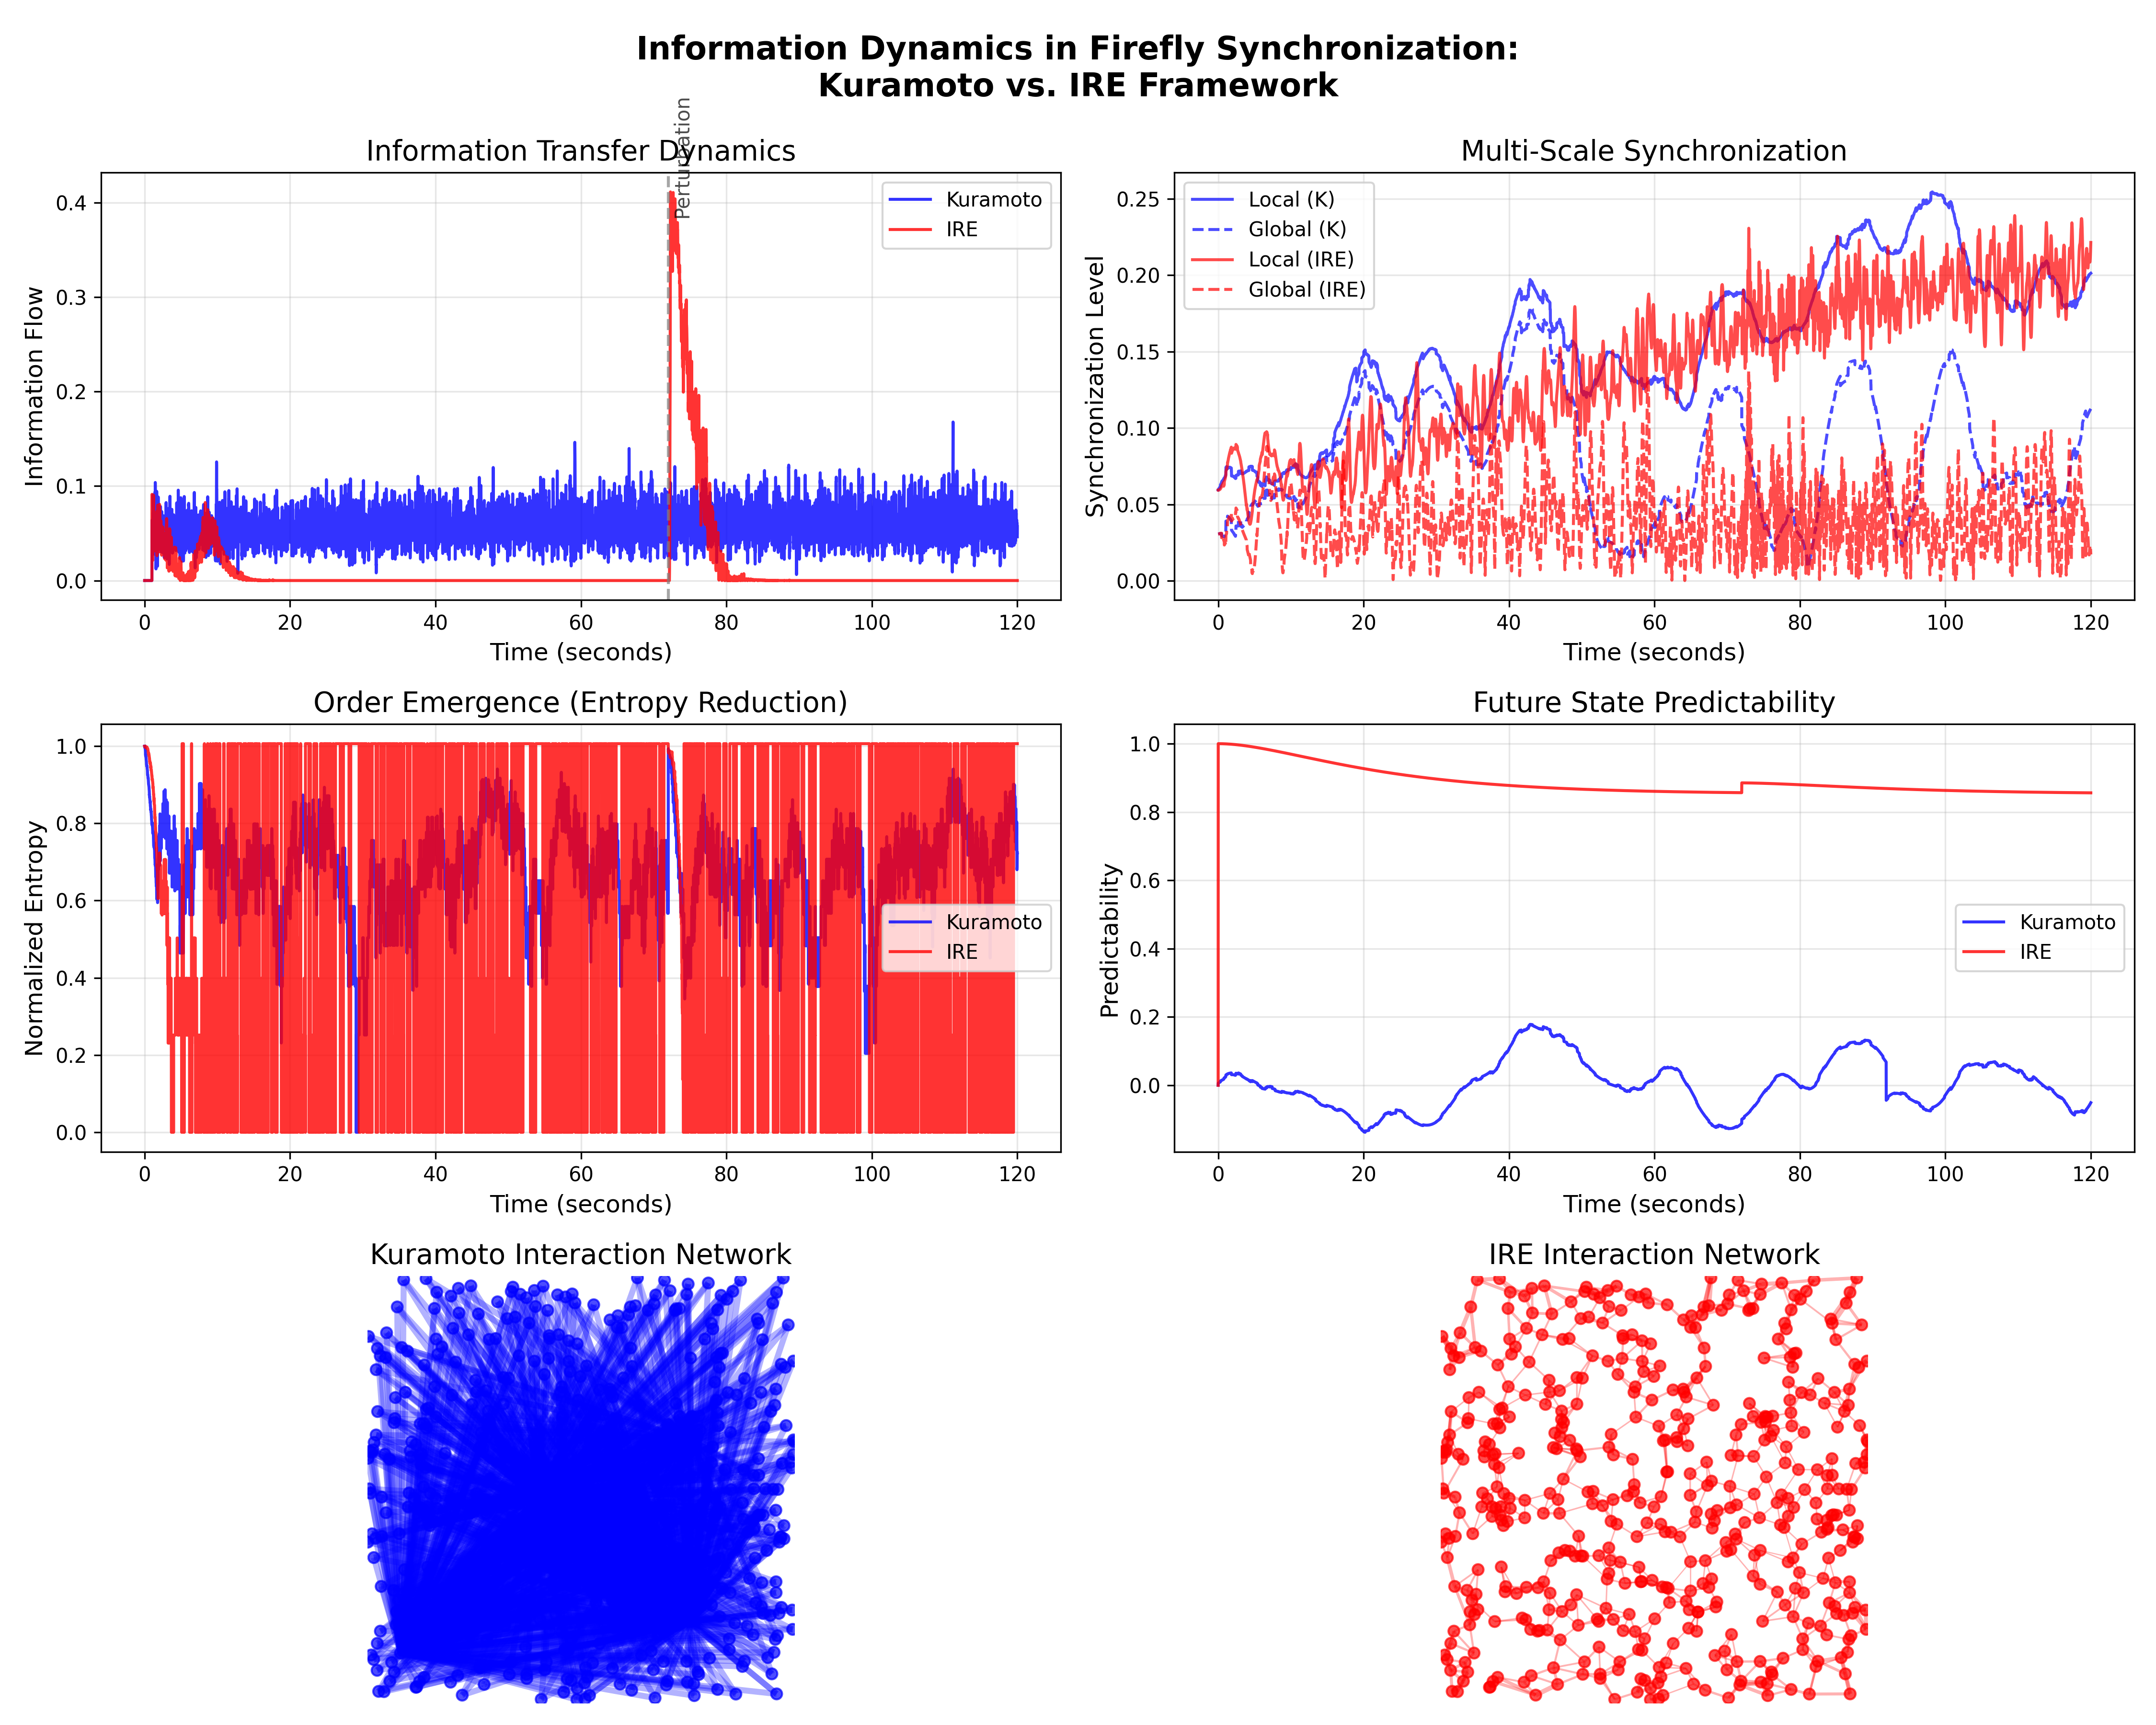 Information Dynamics in Firefly Synchronization:
Kuramoto vs. IRE Framework
Information Transfer Dynamics
Perturbation
Kuramoto
IRE
0.4
0.3
0.2
0.1
0.0
Information Flow
0 20 40 60 80 100 120
Time (seconds)
Multi-Scale Synchronization
Local (K)
Global (K)
Local (IRE)
Global (IRE)
0.25
0.20
0.15
0.10
0.05
0.00
Synchronization Level
0 20 40 60 80 100 120
Time (seconds)
Order Emergence (Entropy Reduction)
1.0
0.8
0.6
0.4
0.2
0.0
Normalized Entropy
Kuramoto
IRE
0 20 40 60 80 100 120
Time (seconds)
Future State Predictability
1.0
0.8
0.6
0.4
0.2
0.0
Predictability
Kuramoto
IRE
0 20 40 60 80 100 120
Time (seconds)
Kuramoto Interaction Network
IRE Interaction Network